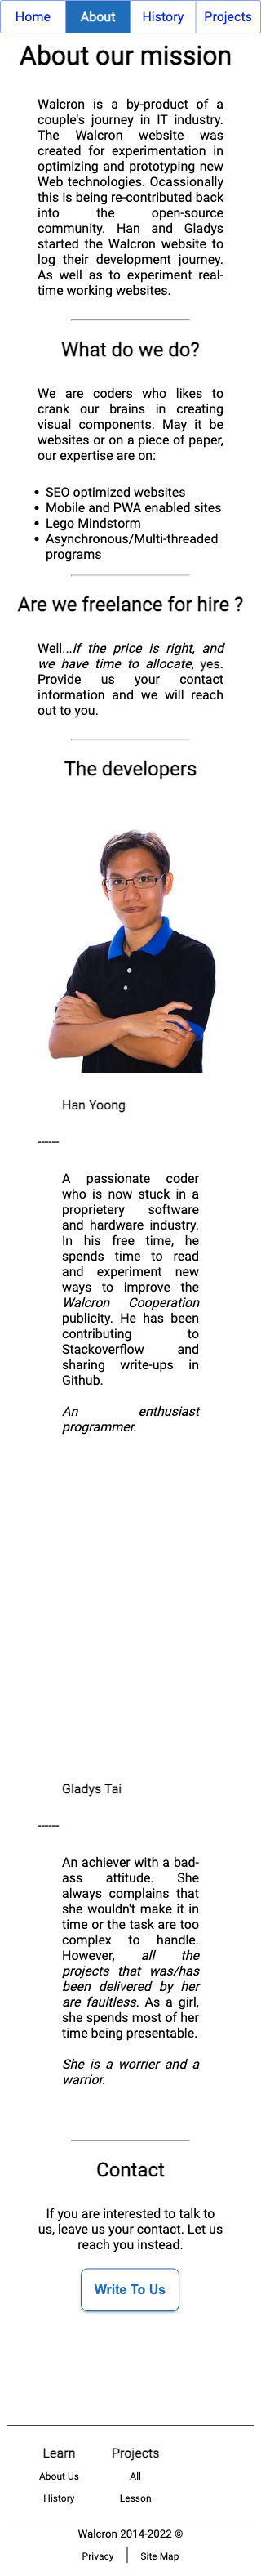 Home About History Projects
About our mission
Walcron is a by-product of a
couple's journey in IT industry.
The Walcron website was
created for experimentation in
optimizing and prototyping new
Web technologies. Ocassionally
this is being re-contributed back
into the open-source
community. Han and Gladys
started the Walcron website to
log their development journey.
As well as to experiment real-
time working websites.
What do we do?
We are coders who likes to
crank our brains in creating
visual components. May it be
websites or on a piece of paper,
our expertise are on:
• SEO optimized websites
• Mobile and PWA enabled sites
• Lego Mindstorm
• Asynchronous/Multi-threaded
programs
Are we freelance for hire ?
Well...if the price is right, and
we have time to allocate, yes.
Provide us your contact
information and we will reach
out to you.
The developers
Han Yoong
------
A passionate coder
who is now stuck in a
proprietery software
and hardware industry.
In his free time, he
spends time to read
and experiment new
ways to improve the
Walcron Cooperation
publicity. He has been
contributing to
Stackoverflow and
sharing write-ups in
Github.
An enthusiast
programmer.
Gladys Tai
------
An achiever with a bad-
ass attitude. She
always complains that
she wouldn't make it in
time or the task are too
complex to handle.
However, all the
projects that was/has
been delivered by her
are faultless. As a girl,
she spends most of her
time being presentable.
She is a worrier and a
warrior.
Contact
If you are interested to talk to
us, leave us your contact. Let us
reach you instead.
Write To Us
Learn Projects
About Us All
History Lesson
Walcron 2014-2022 ©
Privacy | Site Map